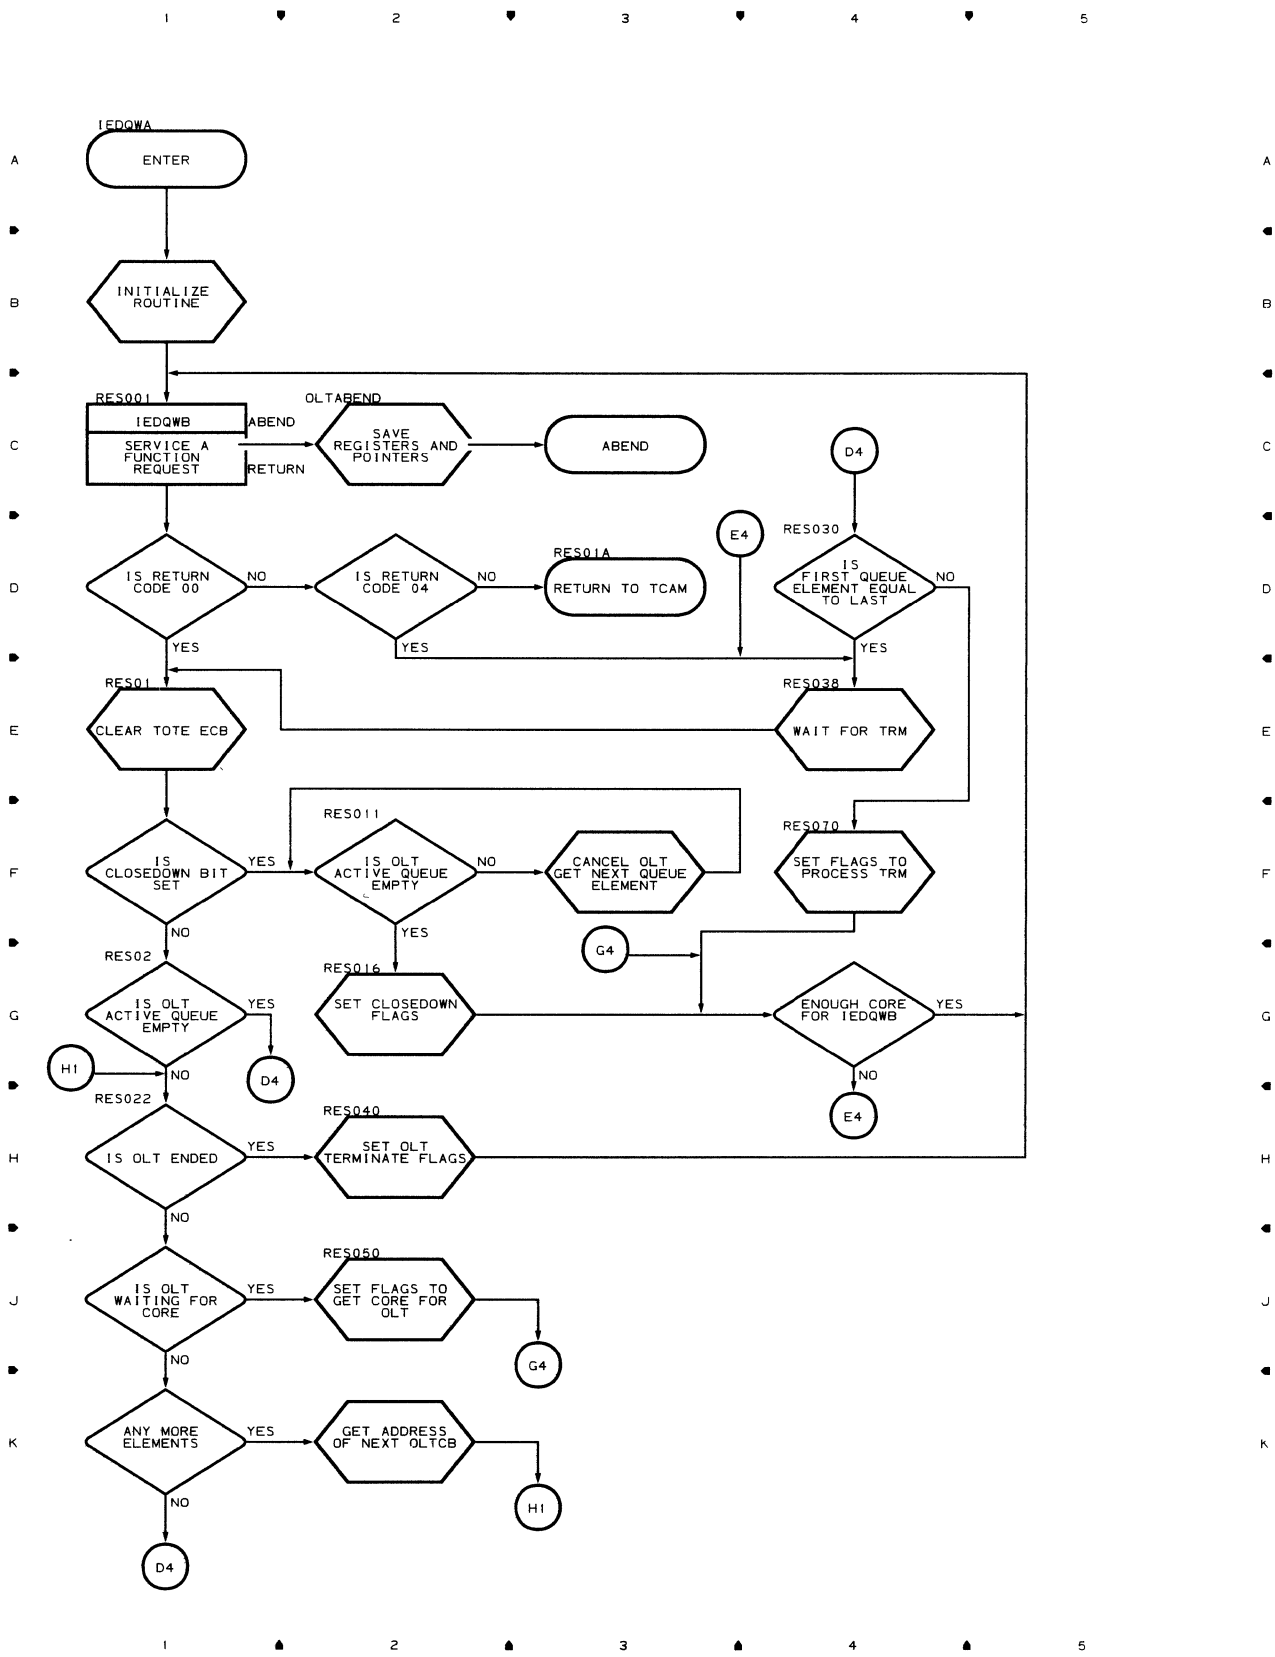 1 2 3 4 5
IEDQWA
A ENTER A
B INITIALIZE
ROUTINE B
RES001
IEDQWB
ABEND
SERVICE A
FUNCTION
REQUEST
RETURN
OLTABEND
C SAVE
REGISTERS AND
POINTERS
ABEND
D4
C
E4
RES030
D IS RETURN
CODE 00
NO
YES
IS RETURN
CODE 04
NO
YES
RES01A
RETURN TO TCAM
IS
FIRST QUEUE
ELEMENT EQUAL
TO LAST
NO
YES
D
RES01
E CLEAR TOTE ECB
RES038
WAIT FOR TRM
E
F IS
CLOSEDOWN BIT
SET
YES
NO
RES011
IS OLT
ACTIVE QUEUE
EMPTY
NO
YES
CANCEL OLT
GET NEXT QUEUE
ELEMENT
RES070
SET FLAGS TO
PROCESS TRM
F
RES02
G IS OLT
ACTIVE QUEUE
EMPTY
YES
NO
D4
RES016
SET CLOSEDOWN
FLAGS
G4
ENOUGH CORE
FOR IEDQWB
YES
NO
E4
G
H1
RES022
H IS OLT ENDED
YES
NO
RES040
SET OLT
TERMINATE FLAGS
H
J IS OLT
WAITING FOR
CORE
YES
NO
RES050
SET FLAGS TO
GET CORE FOR
OLT
G4
J
K ANY MORE
ELEMENTS
YES
NO
GET ADDRESS
OF NEXT OLTCB
H1
K
D4
1 2 3 4 5